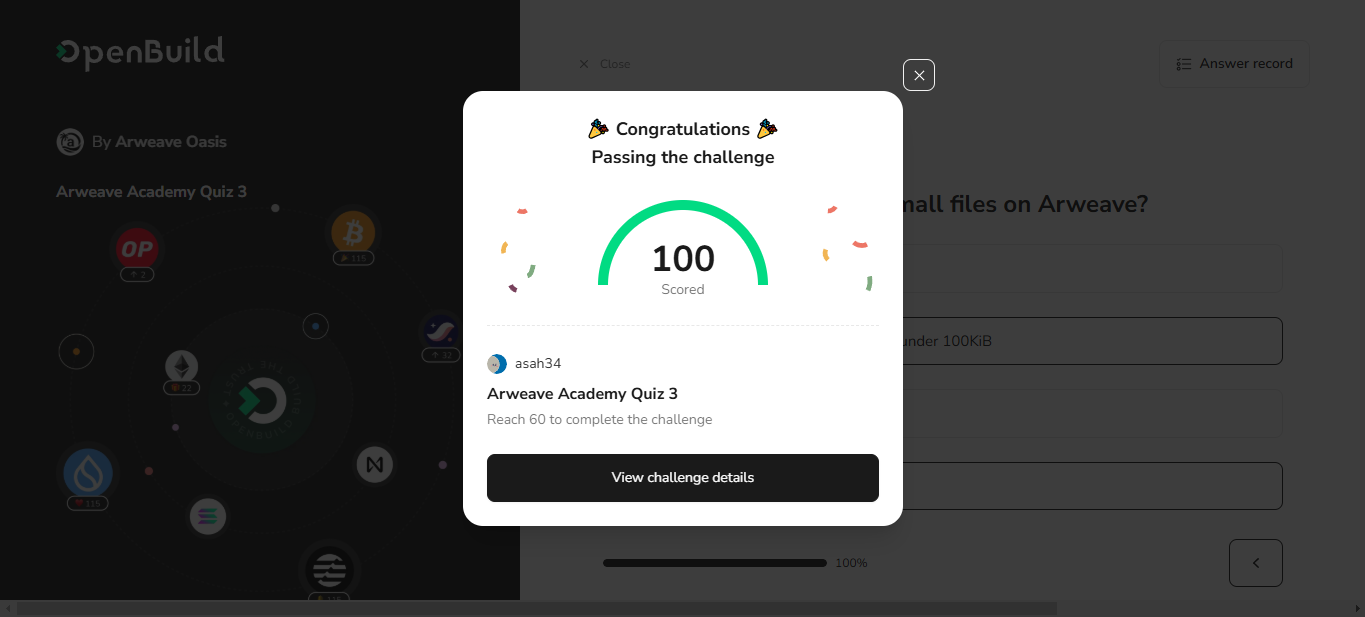 OpenBuild
Close
Answer record
By Arweave Oasis
Arweave Academy Quiz 3
Congratulations
Passing the challenge
mall files on Arweave?
OP
2
115
100
Scored
under 100KiB
32
22
asah34
Arweave Academy Quiz 3
Reach 60 to complete the challenge
View challenge details
115
100%